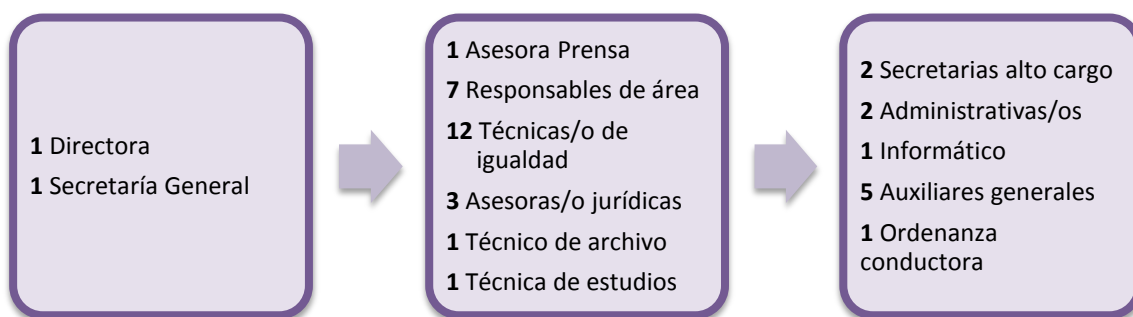 1 Directora
1 Secretaría General
1 Asesora Prensa
7 Responsables de área
12 Técnicas/o de
igualdad
3 Asesoras/o jurídicas
1 Técnico de archivo
1 Técnica de estudios
2 Secretarias alto cargo
2 Administrativas/os
1 Informático
5 Auxiliares generales
1 Ordenanza
conductora